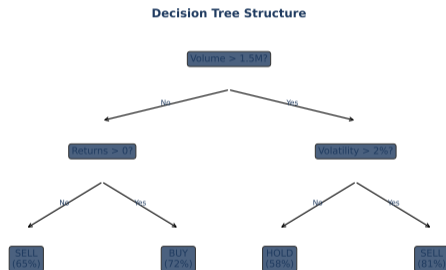 Decision Tree Structure
Volume > 1.5M?
No
Yes
Returns > 0?
Volatility > 2%?
No
Yes
No
Yes
SELL
(65%)
BUY
(72%)
HOLD
(58%)
SELL
(81%)